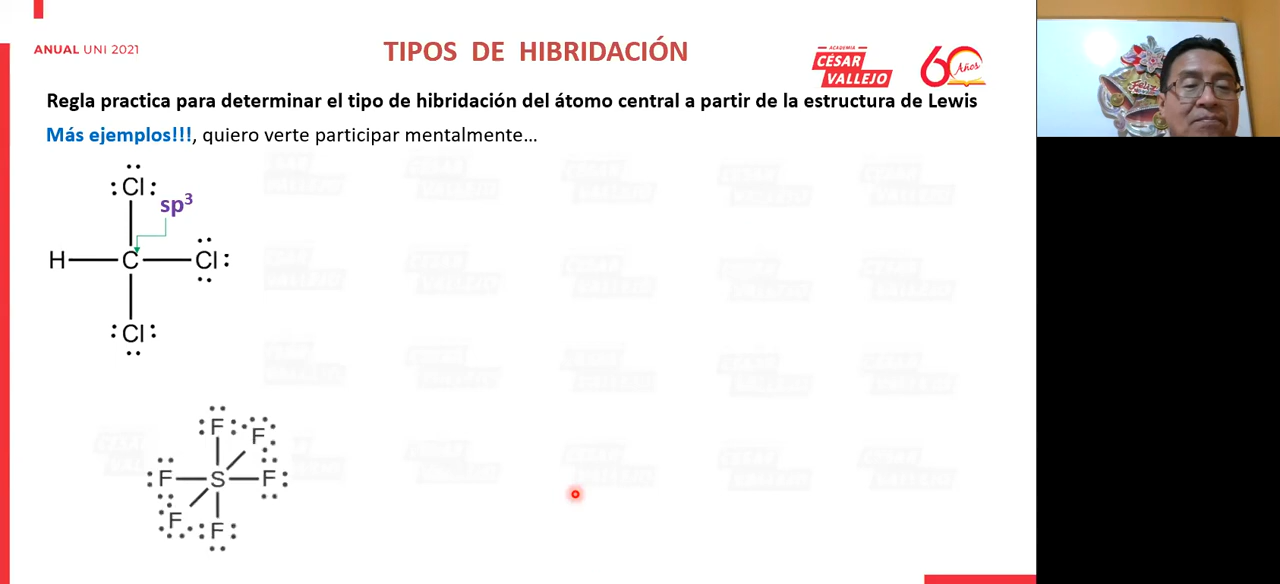 ANUAL UNI 2021
TIPOS DE HIBRIDACIÓN
ACADEMIA
CÉSAR
VALLEJO
60 Años
Regla practica para determinar el tipo de hibridación del átomo central a partir de la estructura de Lewis
Más ejemplos!!!, quiero verte participar mentalmente...
:Cl:
sp³
H—C—Cl:
:Cl:
:F: F:
:F—S—F:
:F :F: